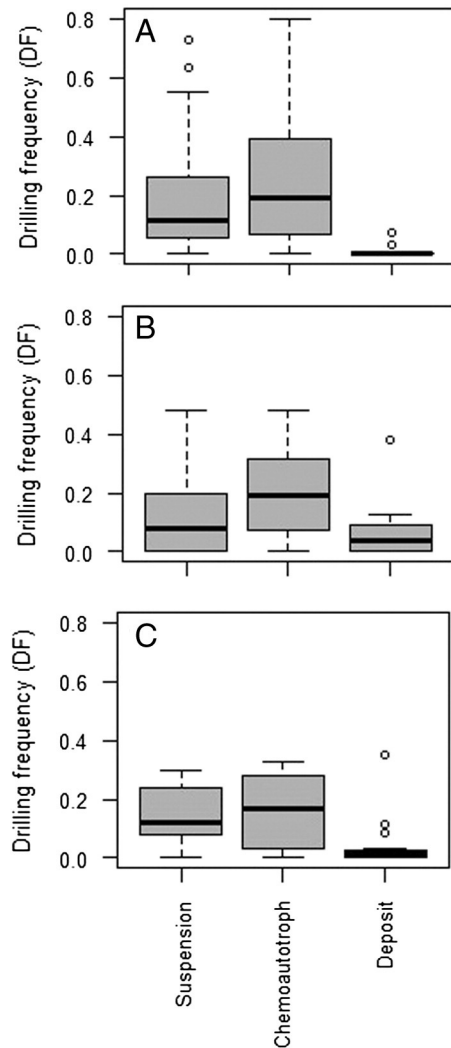 A
Drilling frequency (DF)
0.8
0.6
0.4
0.2
0.0
B
Drilling frequency (DF)
0.8
0.6
0.4
0.2
0.0
C
Drilling frequency (DF)
0.8
0.6
0.4
0.2
0.0
Suspension
Chemoautotroph
Deposit